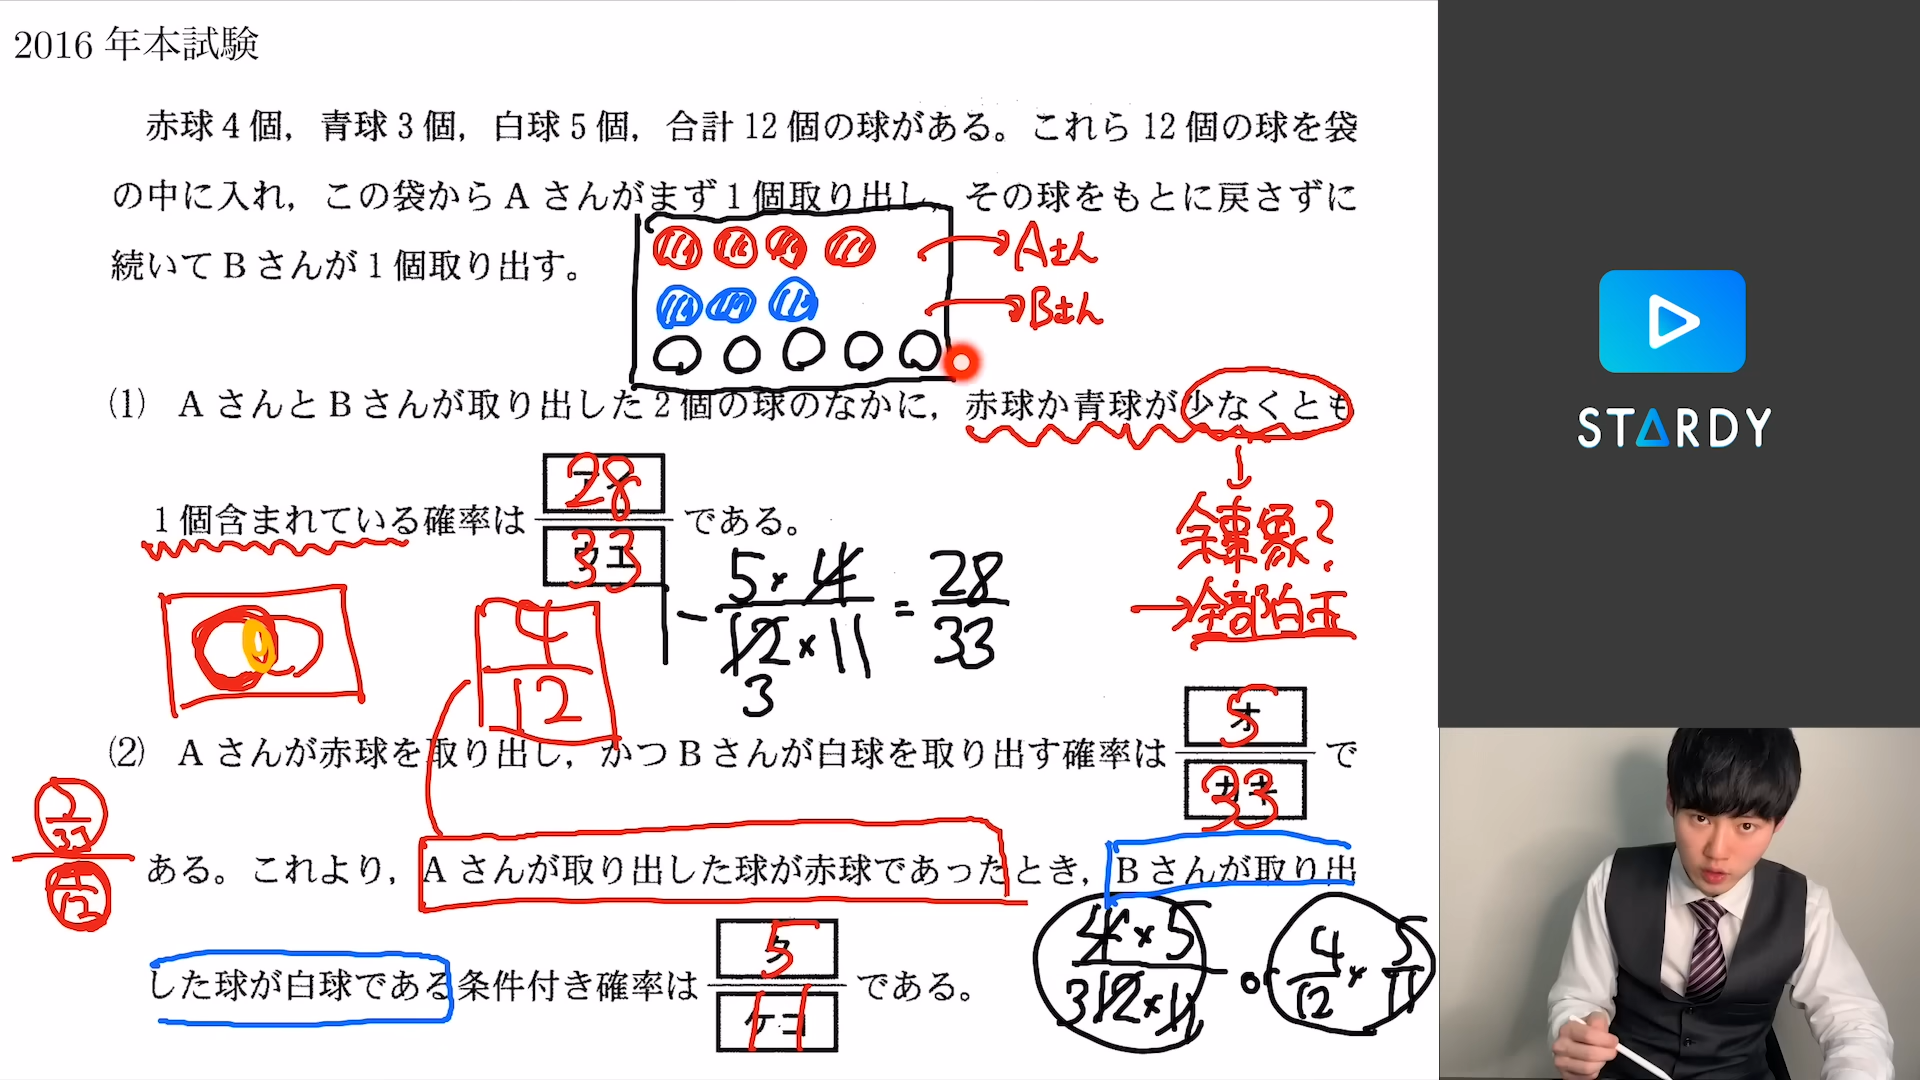 2016 年本試験
赤球 4 個，青球 3 個，白球 5 個，合計 12 個の球がある。これら 12 個の球を袋
の中に入れ，この袋から A さんがまず 1 個取り出し，その球をもとに戻さずに
続いて B さんが 1 個取り出す。
→Aさん
→Bさん
(1) A さんと B さんが取り出した 2 個の球のなかに，赤球か青球が少なくとも
1 個含まれている確率は 28/33 である。
余事象？
→全部白玉
1 - 5×4/12×11 = 28/33
3
4/12
(2) A さんが赤球を取り出し，かつ B さんが白球を取り出す確率は 5/33 で
ある。これより，A さんが取り出した球が赤球であったとき，B さんが取り出
した球が白球である条件付き確率は 5/11 である。
4×5/12×11
3
or 4/12 × 5/11
STARDY